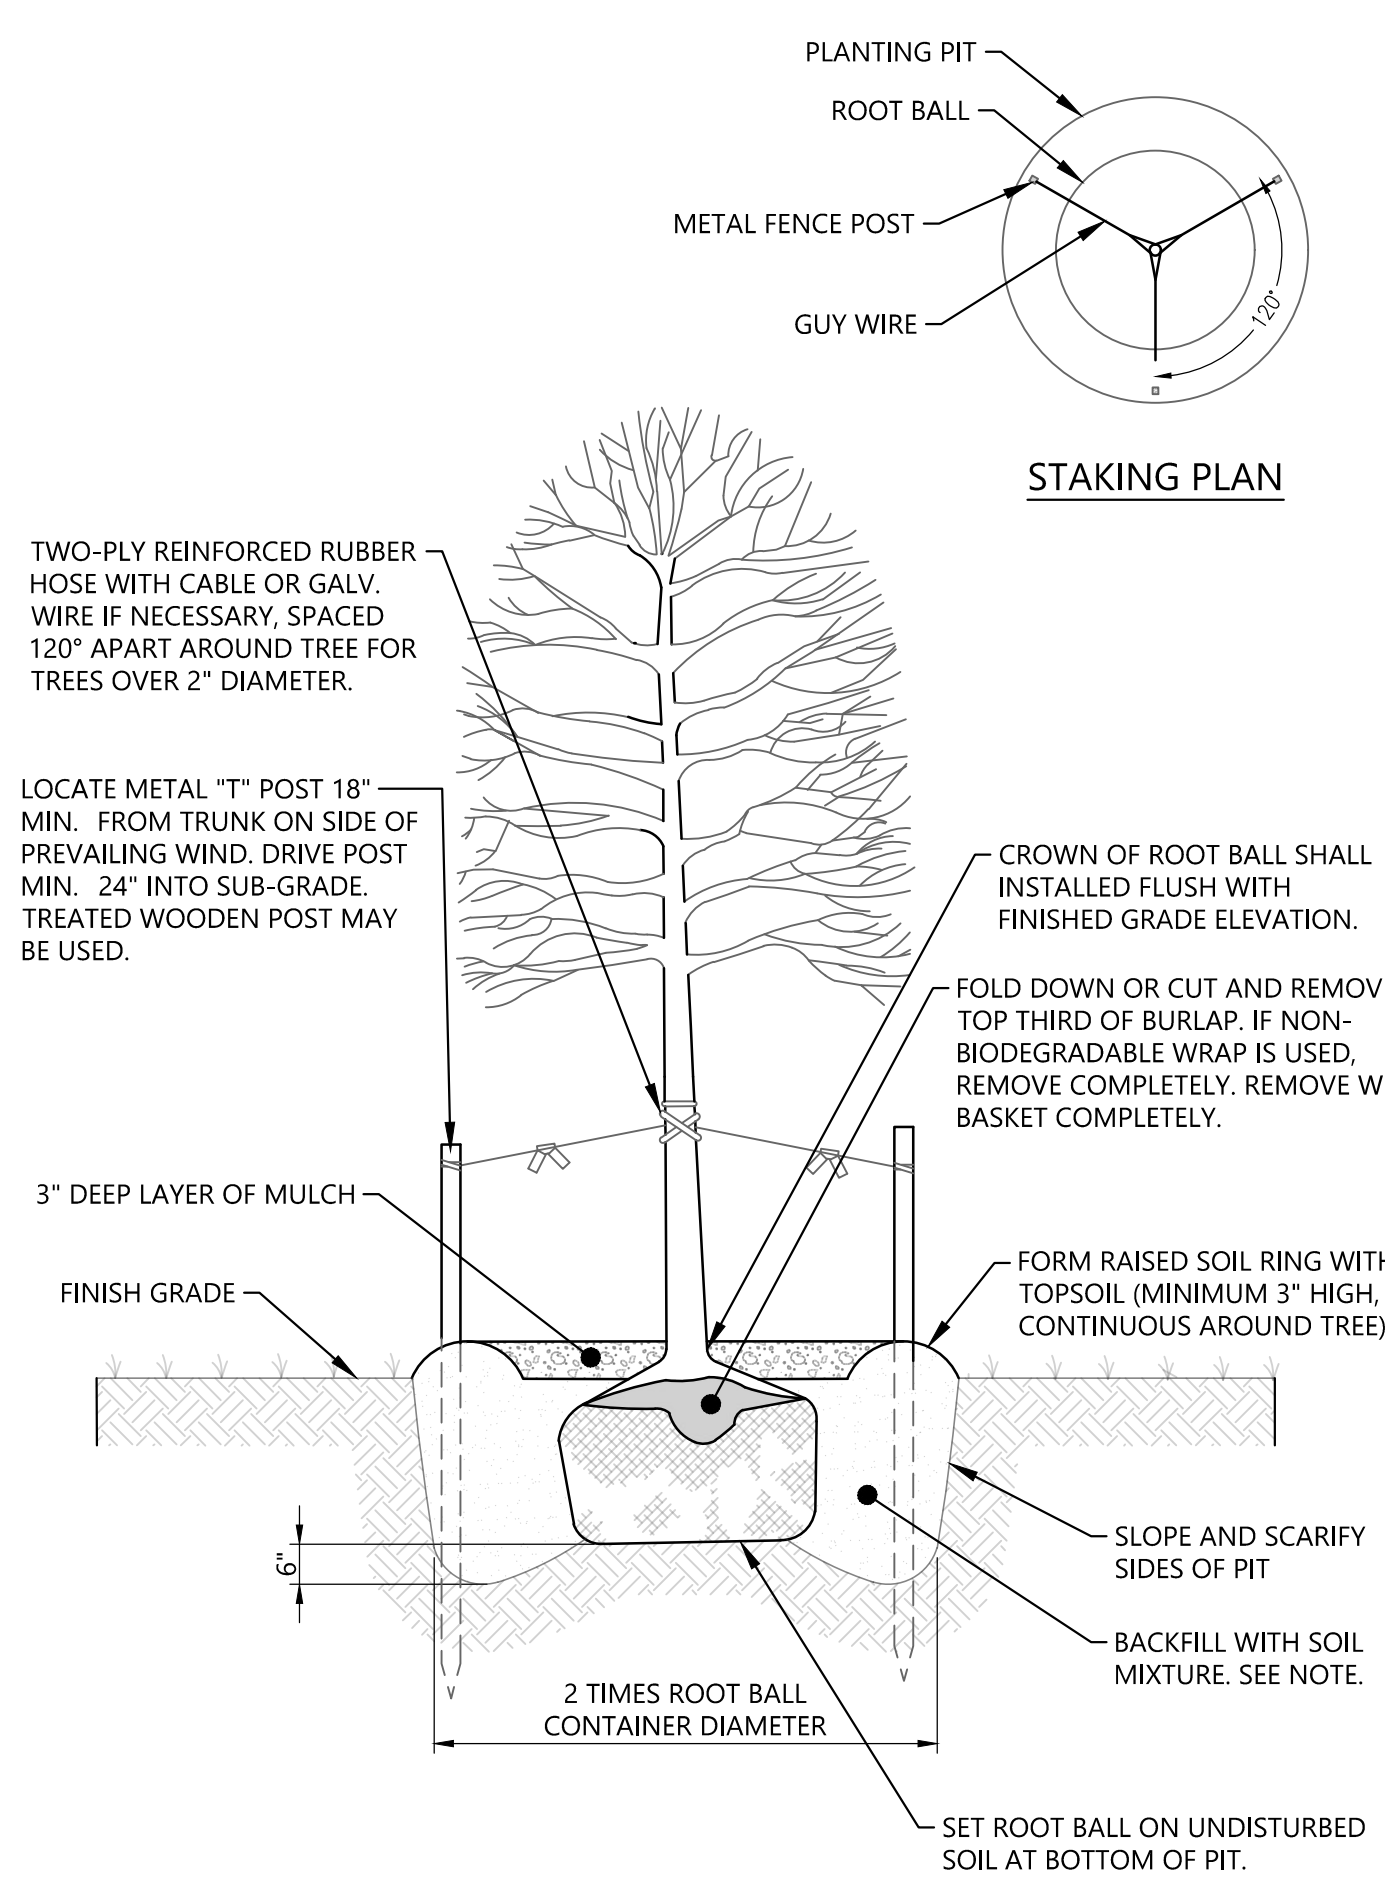 PLANTING PIT
ROOT BALL
METAL FENCE POST
GUY WIRE
120°
STAKING PLAN
TWO-PLY REINFORCED RUBBER
HOSE WITH CABLE OR GALV.
WIRE IF NECESSARY, SPACED
120° APART AROUND TREE FOR
TREES OVER 2" DIAMETER.
LOCATE METAL "T" POST 18"
MIN. FROM TRUNK ON SIDE OF
PREVAILING WIND. DRIVE POST
MIN. 24" INTO SUB-GRADE.
TREATED WOODEN POST MAY
BE USED.
CROWN OF ROOT BALL SHALL
INSTALLED FLUSH WITH
FINISHED GRADE ELEVATION.
FOLD DOWN OR CUT AND REMOV
TOP THIRD OF BURLAP. IF NON-
BIODEGRADABLE WRAP IS USED,
REMOVE COMPLETELY. REMOVE W
BASKET COMPLETELY.
3" DEEP LAYER OF MULCH
FINISH GRADE
FORM RAISED SOIL RING WITH
TOPSOIL (MINIMUM 3" HIGH,
CONTINUOUS AROUND TREE)
6"
SLOPE AND SCARIFY
SIDES OF PIT
BACKFILL WITH SOIL
MIXTURE. SEE NOTE.
2 TIMES ROOT BALL
CONTAINER DIAMETER
SET ROOT BALL ON UNDISTURBED
SOIL AT BOTTOM OF PIT.